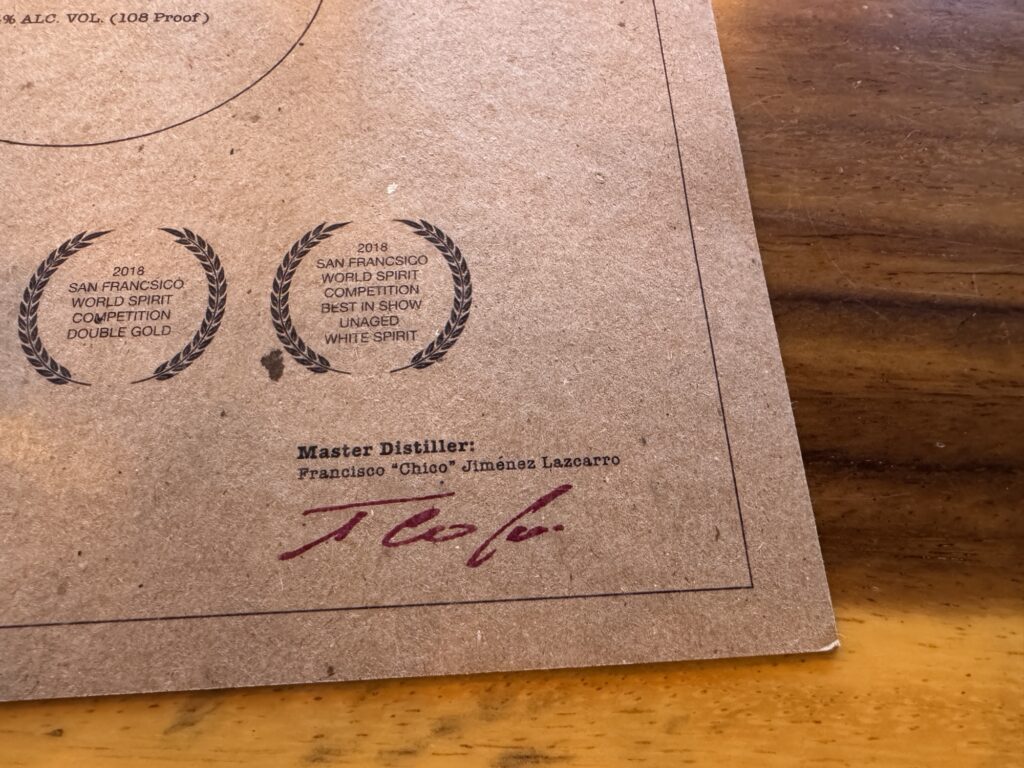 % ALC. VOL. (108 Proof)
2018
SAN FRANCSICO
WORLD SPIRIT
COMPETITION
DOUBLE GOLD
2018
SAN FRANCSICO
WORLD SPIRIT
COMPETITION
BEST IN SHOW
UNAGED
WHITE SPIRIT
Master Distiller:
Francisco "Chico" Jiménez Lazcarro